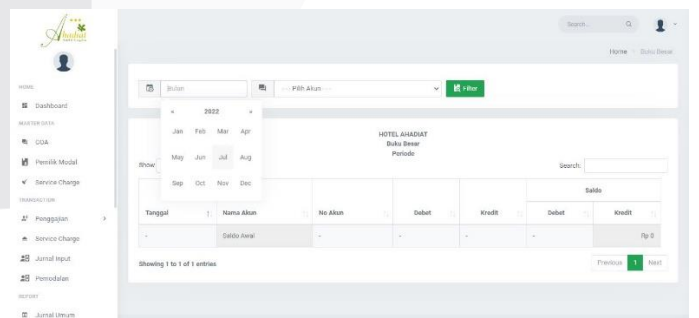 Ahadiat
Search...
Home
Buku Besar
HOME
Dashboard
MASTER DATA
COA
Pemilik Modal
Service Charge
TRANSACTION
Penggajian
Service Charge
Jurnal Input
Pemodalan
REPORT
Jurnal Umum
Bulan
--- Pilih Akun ---
Filter
« 2022 »
Jan Feb Mar Apr
May Jun Jul Aug
Sep Oct Nov Dec
HOTEL AHADIAT
Buku Besar
Periode
Show
Search:
Saldo
Tanggal Nama Akun No Akun Debet Kredit Debet Kredit
- Saldo Awal - - - - Rp 0
Showing 1 to 1 of 1 entries
Previous 1 Next